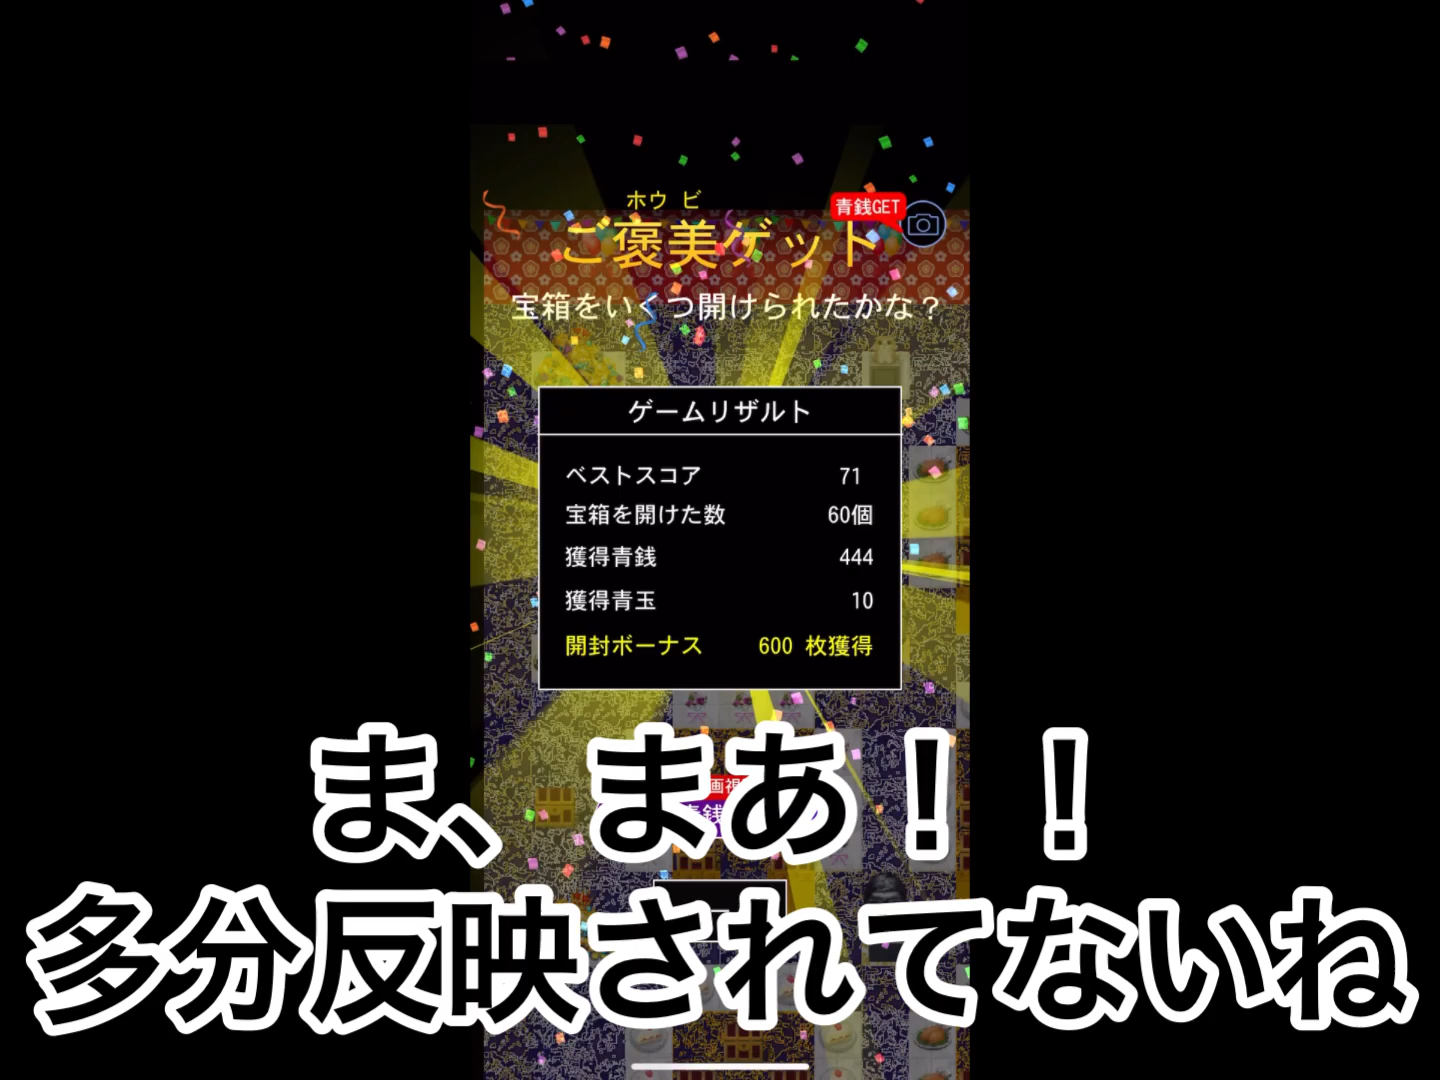 ホウ ビ
青銭GET
ご褒美ゲット
宝箱をいくつ開けられたかな？
ゲームリザルト
ベストスコア 71
宝箱を開けた数 60個
獲得青銭 444
獲得青玉 10
開封ボーナス 600 枚獲得
ま、まあ！！
多分反映されてないね